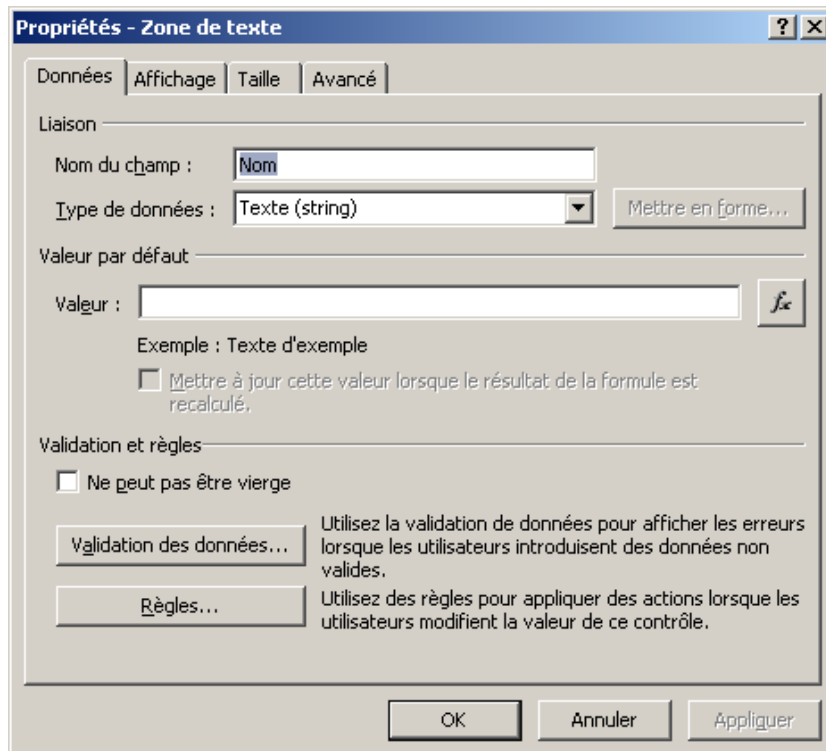 Propriétés - Zone de texte
Données Affichage Taille Avancé
Liaison
Nom du champ : Nom
Type de données : Texte (string) Mettre en forme...
Valeur par défaut
Valeur : fx
Exemple : Texte d'exemple
Mettre à jour cette valeur lorsque le résultat de la formule est
recalculé.
Validation et règles
Ne peut pas être vierge
Validation des données...
Utilisez la validation de données pour afficher les erreurs
lorsque les utilisateurs introduisent des données non
valides.
Règles...
Utilisez des règles pour appliquer des actions lorsque les
utilisateurs modifient la valeur de ce contrôle.
OK Annuler Appliquer